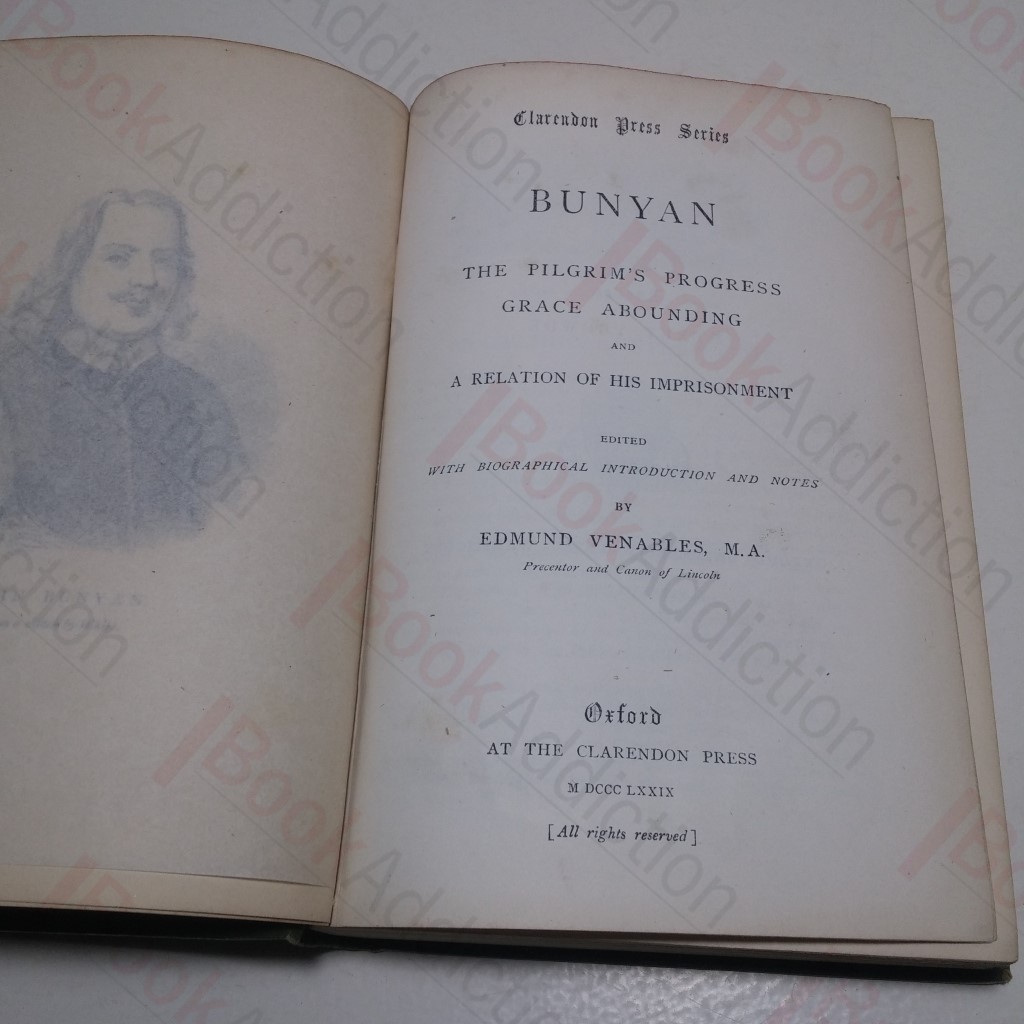 Clarendon Press Series
BUNYAN
THE PILGRIM'S PROGRESS
GRACE ABOUNDING
AND
A RELATION OF HIS IMPRISONMENT
EDITED
WITH BIOGRAPHICAL INTRODUCTION AND NOTES
BY
EDMUND VENABLES, M.A.
Precentor and Canon of Lincoln
Oxford
AT THE CLARENDON PRESS
M DCCC LXXIX
[All rights reserved]
BUNYAN
BookAddiction